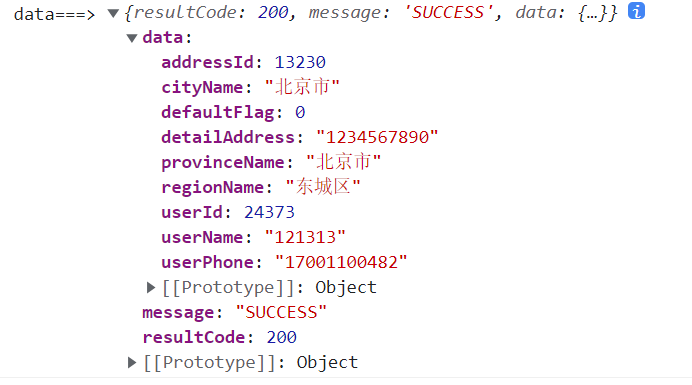 data===> ▼{resultCode: 200, message: 'SUCCESS', data: {…}} i
▼data:
addressId: 13230
cityName: "北京市"
defaultFlag: 0
detailAddress: "1234567890"
provinceName: "北京市"
regionName: "东城区"
userId: 24373
userName: "121313"
userPhone: "17001100482"
▶[[Prototype]]: Object
message: "SUCCESS"
resultCode: 200
▶[[Prototype]]: Object